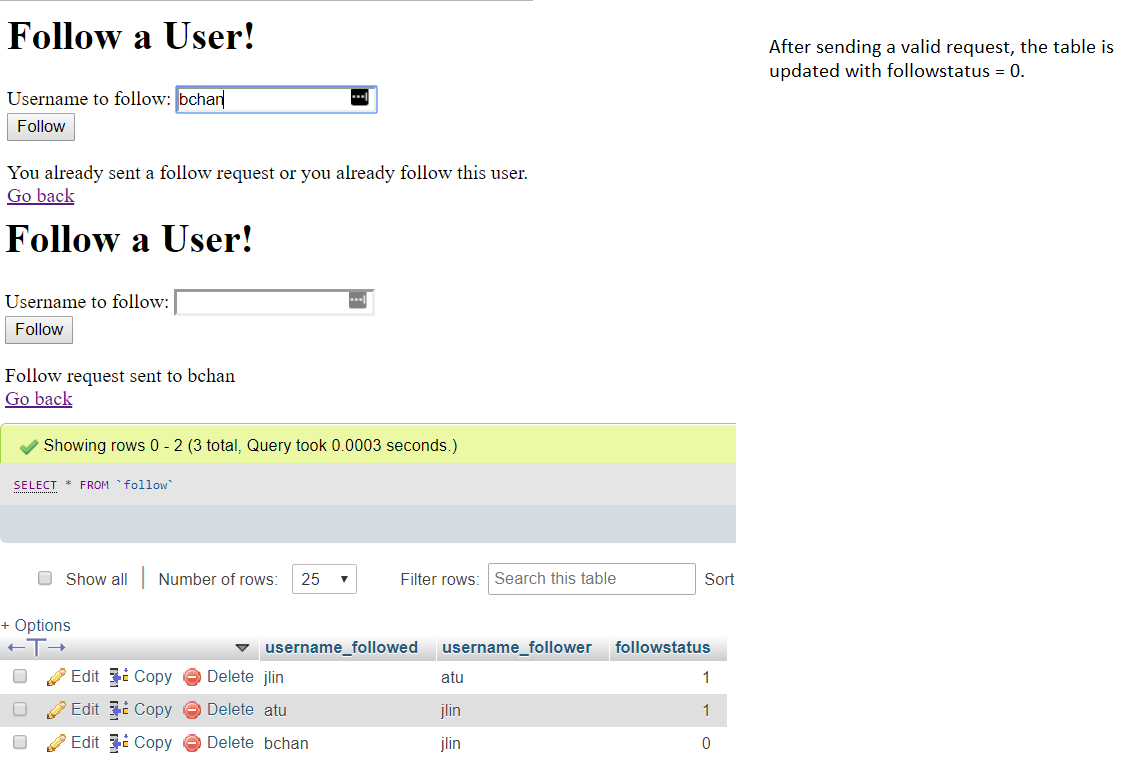 Follow a User!
After sending a valid request, the table is
updated with followstatus = 0.
Username to follow: bchan
Follow
You already sent a follow request or you already follow this user.
Go back
Follow a User!
Username to follow:
Follow
Follow request sent to bchan
Go back
Showing rows 0 - 2 (3 total, Query took 0.0003 seconds.)
SELECT * FROM `follow`
Show all | Number of rows: 25 Filter rows: Search this table Sort
+ Options
←T→ username_followed username_follower followstatus
Edit Copy Delete jlin atu 1
Edit Copy Delete atu jlin 1
Edit Copy Delete bchan jlin 0